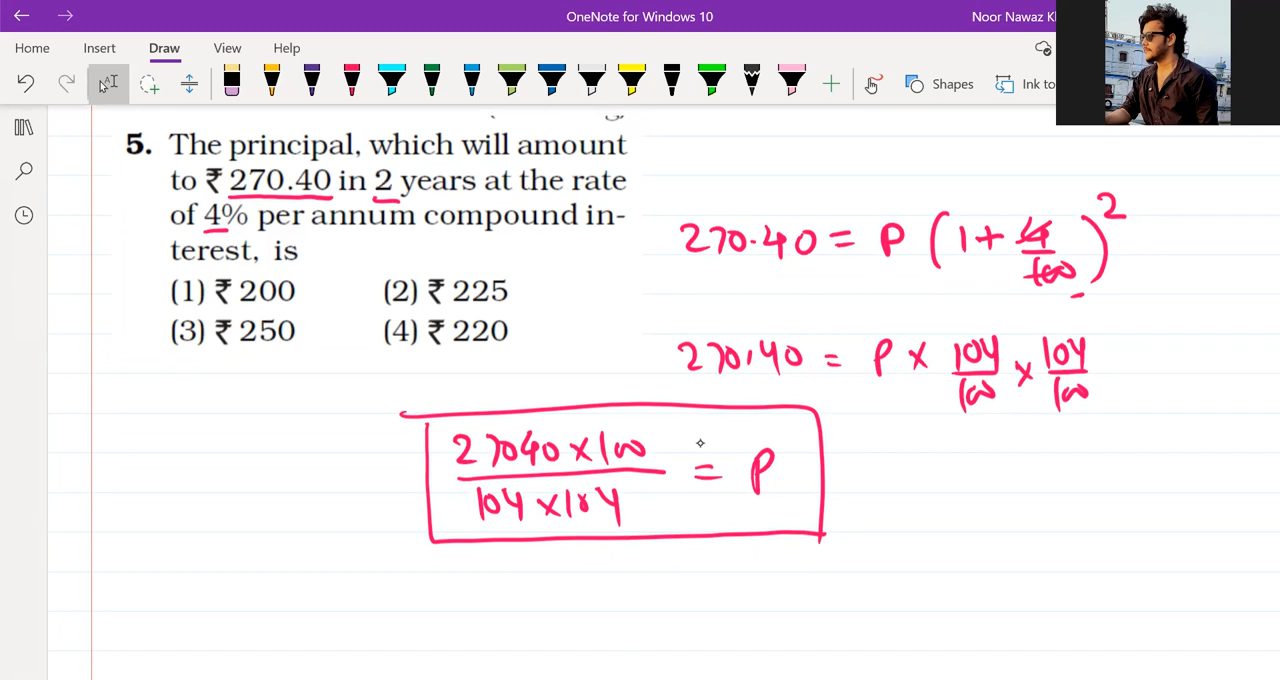 OneNote for Windows 10
Noor Nawaz Kh
Home Insert Draw View Help
Shapes Ink to
5. The principal, which will amount
to ₹ 270.40 in 2 years at the rate
of 4% per annum compound in-
terest, is
(1) ₹ 200 (2) ₹ 225
(3) ₹ 250 (4) ₹ 220
270.40 = P (1 + 4/100)²
270.40 = P × 104/100 × 104/100
27040 × 100 / 104 × 104 = P